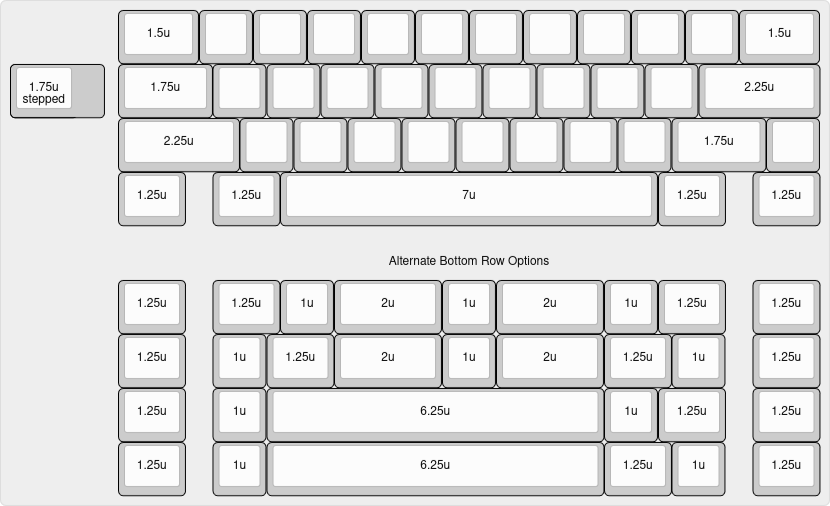 1.5u 1.5u
1.75u
stepped
1.75u 2.25u
2.25u 1.75u
1.25u 1.25u 7u 1.25u 1.25u
Alternate Bottom Row Options
1.25u 1.25u 1u 2u 1u 2u 1u 1.25u 1.25u
1.25u 1u 1.25u 2u 1u 2u 1.25u 1u 1.25u
1.25u 1u 6.25u 1u 1.25u 1.25u
1.25u 1u 6.25u 1.25u 1u 1.25u